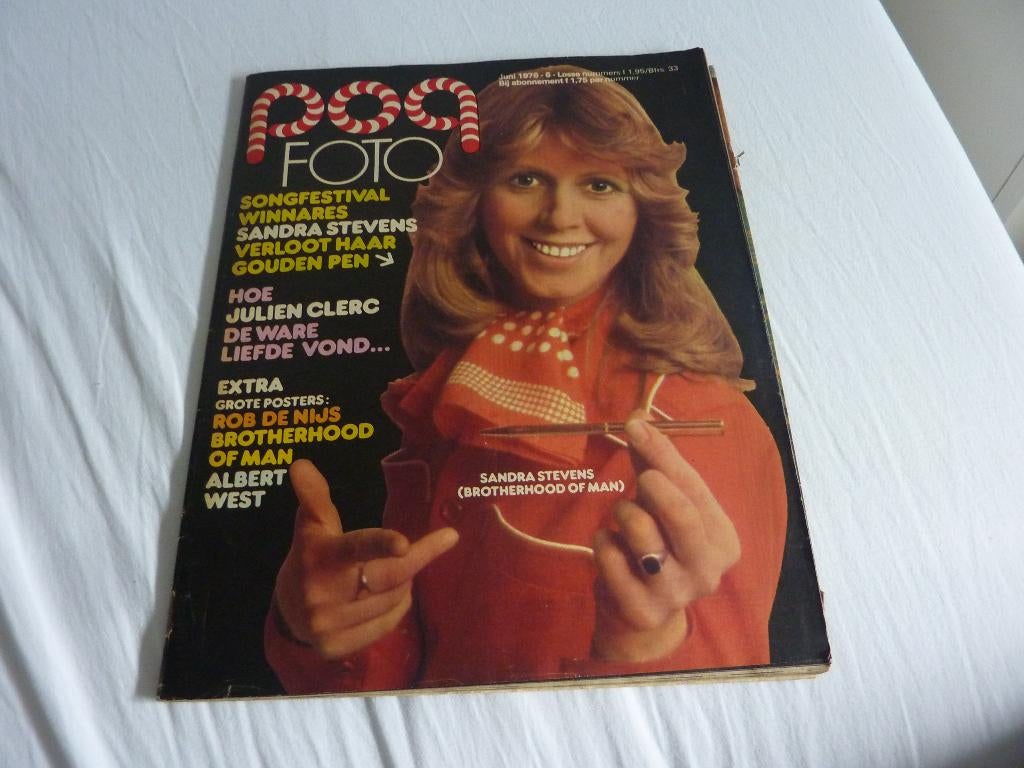 Juni 1976 - 6 - Losse nummers f 1,95/Bfrs. 33
Bij abonnement f 1,75 per nummer
pop
FOTO
SONGFESTIVAL
WINNARES
SANDRA STEVENS
VERLOOT HAAR
GOUDEN PEN
HOE
JULIEN CLERC
DE WARE
LIEFDE VOND...
EXTRA
GROTE POSTERS:
ROB DE NIJS
BROTHERHOOD
OF MAN
ALBERT
WEST
SANDRA STEVENS
(BROTHERHOOD OF MAN)